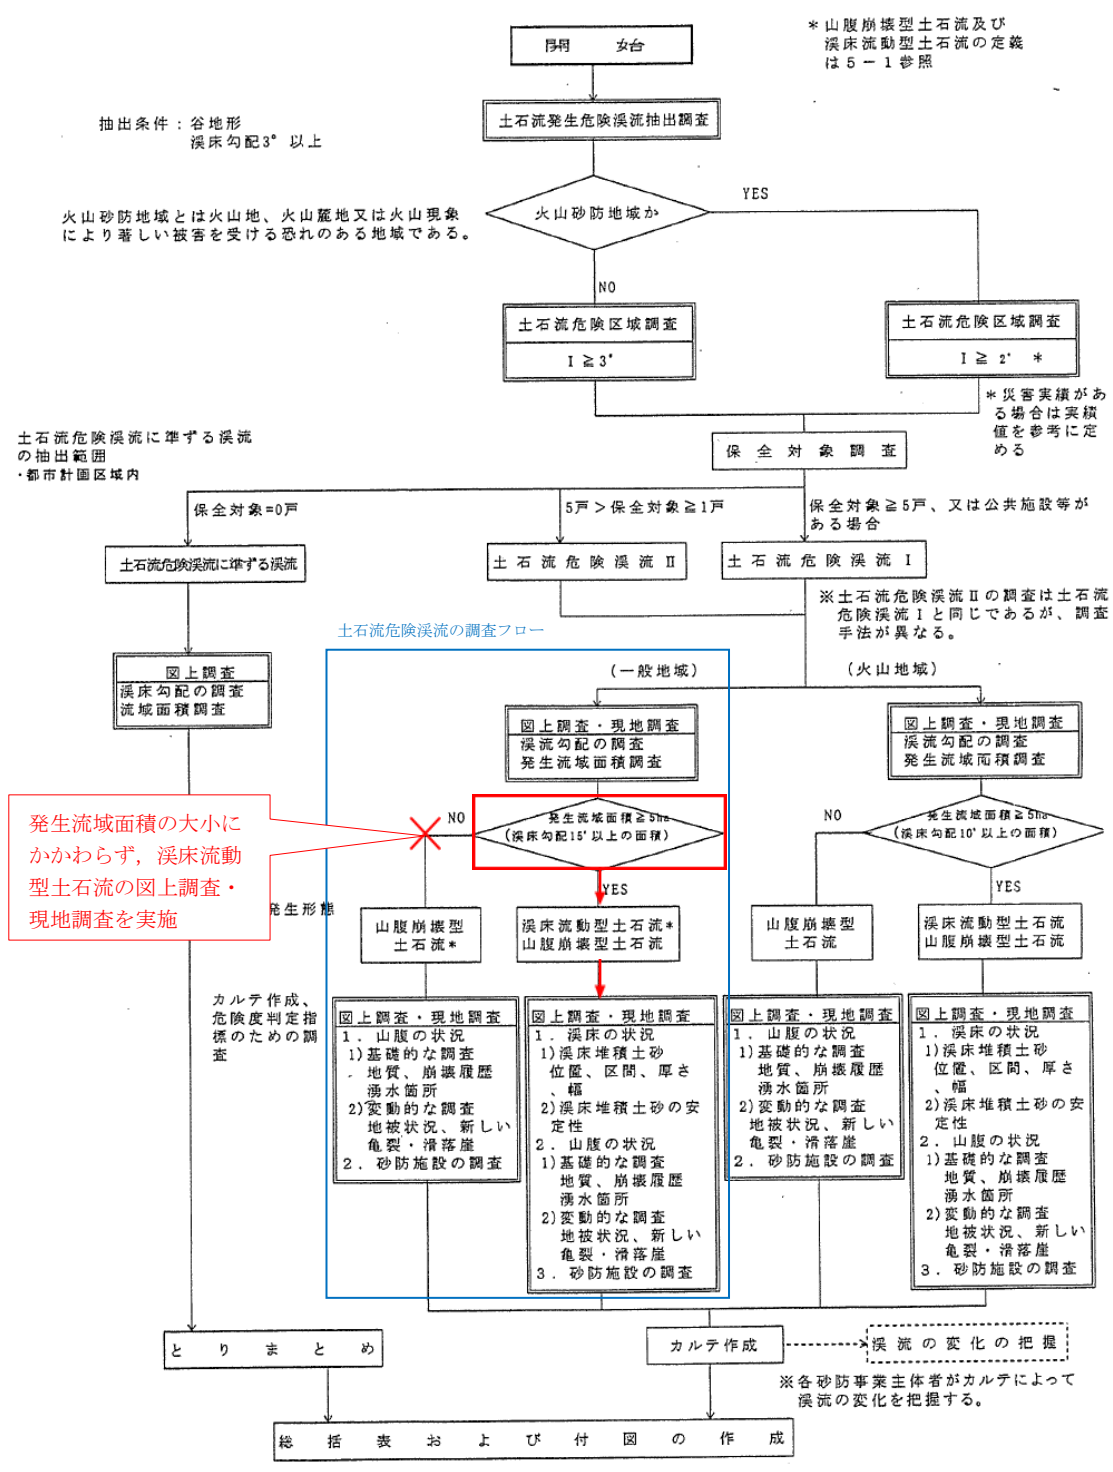 開 始
＊山腹崩壊型土石流及び
渓床流動型土石流の定義
は５－１参照
土石流発生危険渓流抽出調査
抽出条件：谷地形
渓床勾配3°以上
火山砂防地域か
YES
火山砂防地域とは火山地、火山麓地又は火山現象
により著しい被害を受ける恐れのある地域である。
NO
土石流危険区域調査
I ≧ 3°
土石流危険区域調査
I ≧ 2° ＊
＊災害実績があ
る場合は実績
値を参考に定
める
保 全 対 象 調 査
土石流危険渓流に準ずる渓流
の抽出範囲
・都市計画区域内
保全対象=0戸
5戸＞保全対象≧1戸
保全対象≧5戸、又は公共施設等が
がある場合
土石流危険渓流に準ずる渓流
土 石 流 危 険 渓 流 Ⅱ
土 石 流 危 険 渓 流 Ⅰ
※土石流危険渓流Ⅱの調査は土石流
危険渓流Ⅰと同じであるが、調査
手法が異なる。
土石流危険渓流の調査フロー
図上調査
渓床勾配の調査
流域面積調査
(一般地域)
(火山地域)
図上調査・現地調査
渓流勾配の調査
発生流域面積調査
図上調査・現地調査
渓流勾配の調査
発生流域面積調査
発生流域面積の大小に
かかわらず，渓床流動
型土石流の図上調査・
現地調査を実施
NO
発生流域面積≧5ha
(渓床勾配15°以上の面積)
YES
NO
発生流域面積≧5ha
(渓床勾配10°以上の面積)
YES
発生形態
山腹崩壊型
土石流＊
渓床流動型土石流＊
山腹崩壊型土石流
山腹崩壊型
土石流
渓床流動型土石流
山腹崩壊型土石流
カルテ作成、
危険度判定指
標のための調
査
図上調査・現地調査
１．山腹の状況
1)基礎的な調査
地質、崩壊履歴
湧水箇所
2)変動的な調査
地被状況、新しい
亀裂・滑落崖
２．砂防施設の調査
図上調査・現地調査
１．渓床の状況
1)渓床堆積土砂
位置、区間、厚さ
、幅
2)渓床堆積土砂の安
定性
２．山腹の状況
1)基礎的な調査
地質、崩壊履歴
湧水箇所
2)変動的な調査
地被状況、新しい
亀裂・滑落崖
３．砂防施設の調査
図上調査・現地調査
１．山腹の状況
1)基礎的な調査
地質、崩壊履歴
湧水箇所
2)変動的な調査
地被状況、新しい
亀裂・滑落崖
２．砂防施設の調査
図上調査・現地調査
１．渓床の状況
1)渓床堆積土砂
位置、区間、厚さ
、幅
2)渓床堆積土砂の安
定性
２．山腹の状況
1)基礎的な調査
地質、崩壊履歴
湧水箇所
2)変動的な調査
地被状況、新しい
亀裂・滑落崖
３．砂防施設の調査
と り ま と め
カルテ作成
渓 流 の 変 化 の 把 握
※各砂防事業主体者がカルテによって
渓流の変化を把握する。
総 括 表 お よ び 付 図 の 作 成